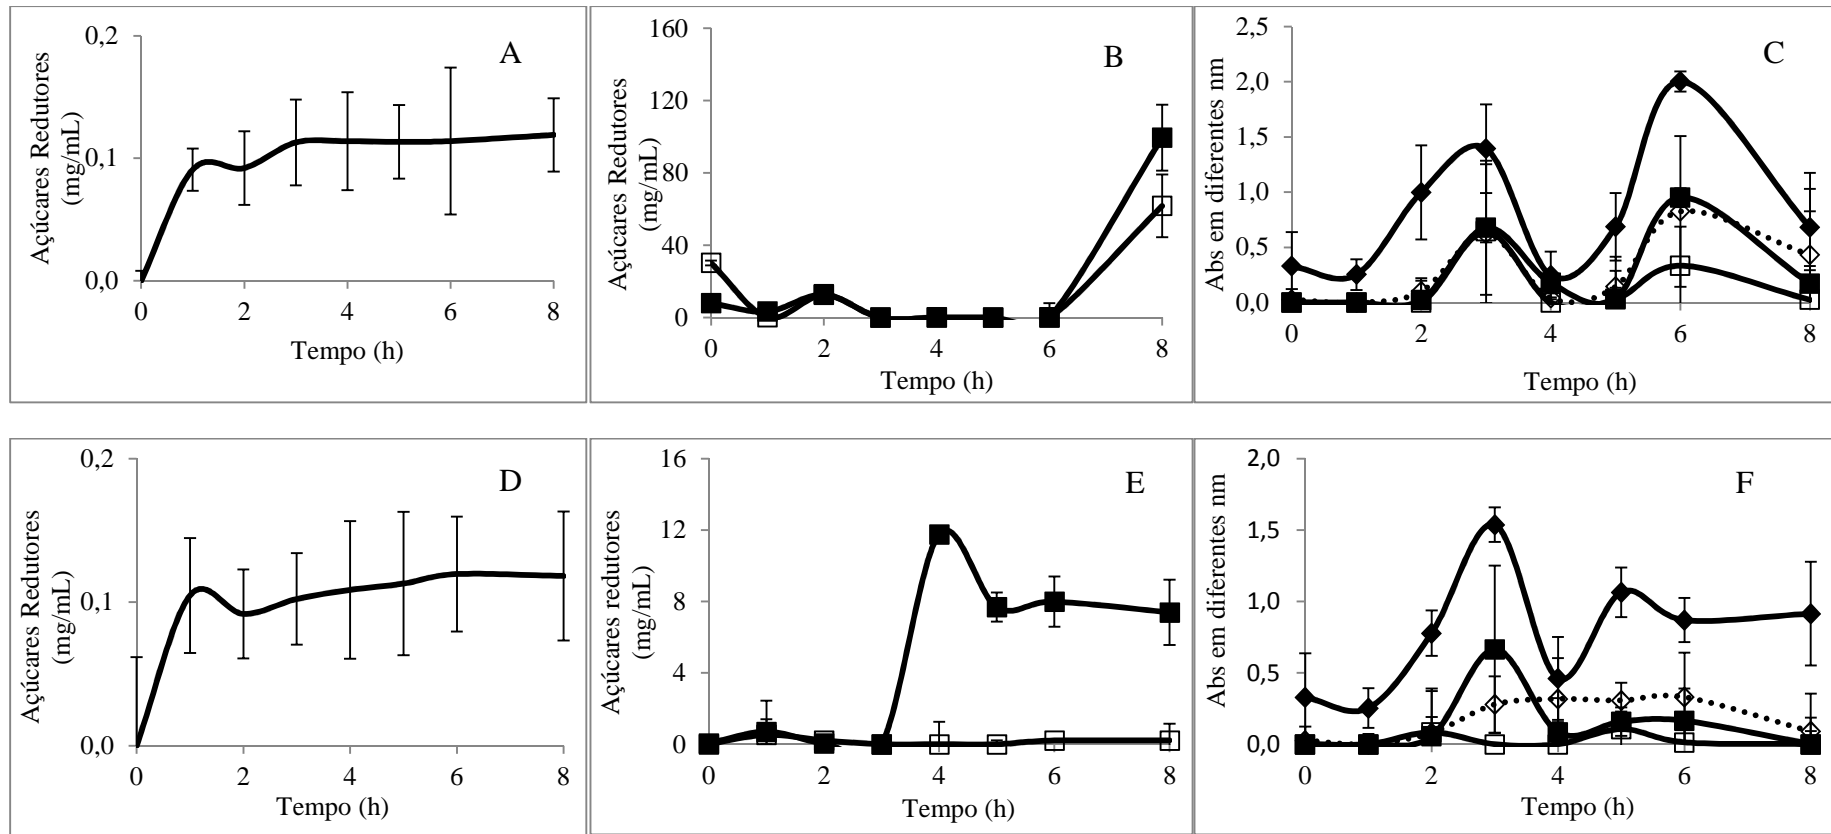 A
Açúcares Redutores
(mg/mL)
0,2
0,1
0,0
0 2 4 6 8
Tempo (h)
B
Açúcares Redutores
(mg/mL)
160
120
80
40
0
0 2 4 6 8
Tempo (h)
C
Abs em diferentes nm
2,5
2,0
1,5
1,0
0,5
0,0
0 2 4 6 8
Tempo (h)
D
Açúcares Redutores
(mg/mL)
0,2
0,1
0,0
0 2 4 6 8
Tempo (h)
E
Açúcares redutores
(mg/mL)
16
12
8
4
0
0 2 4 6 8
Tempo (h)
F
Abs em diferentes nm
2,0
1,5
1,0
0,5
0,0
0 2 4 6 8
Tempo (h)